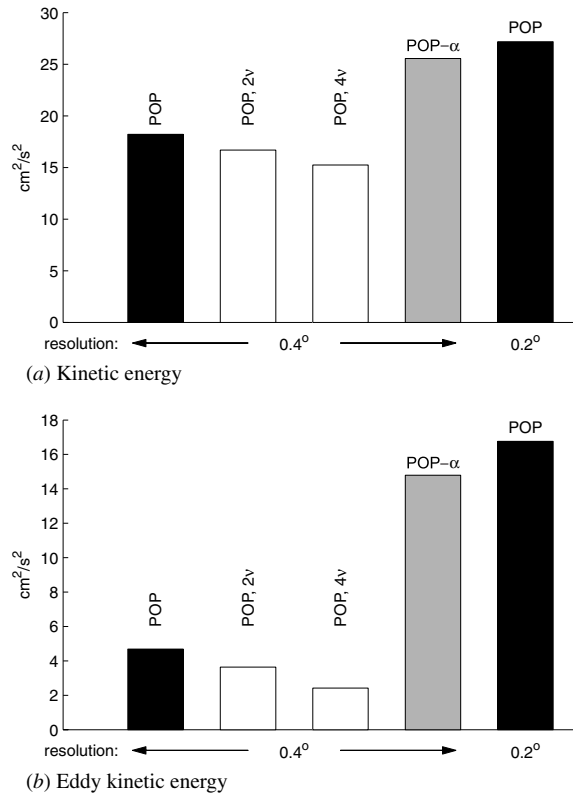 30
25
20
15
10
5
0
cm²/s²
POP
POP, 2ν
POP, 4ν
POP−α
POP
resolution: 0.4° 0.2°
(a) Kinetic energy
18
16
14
12
10
8
6
4
2
0
cm²/s²
POP
POP, 2ν
POP, 4ν
POP−α
POP
resolution: 0.4° 0.2°
(b) Eddy kinetic energy